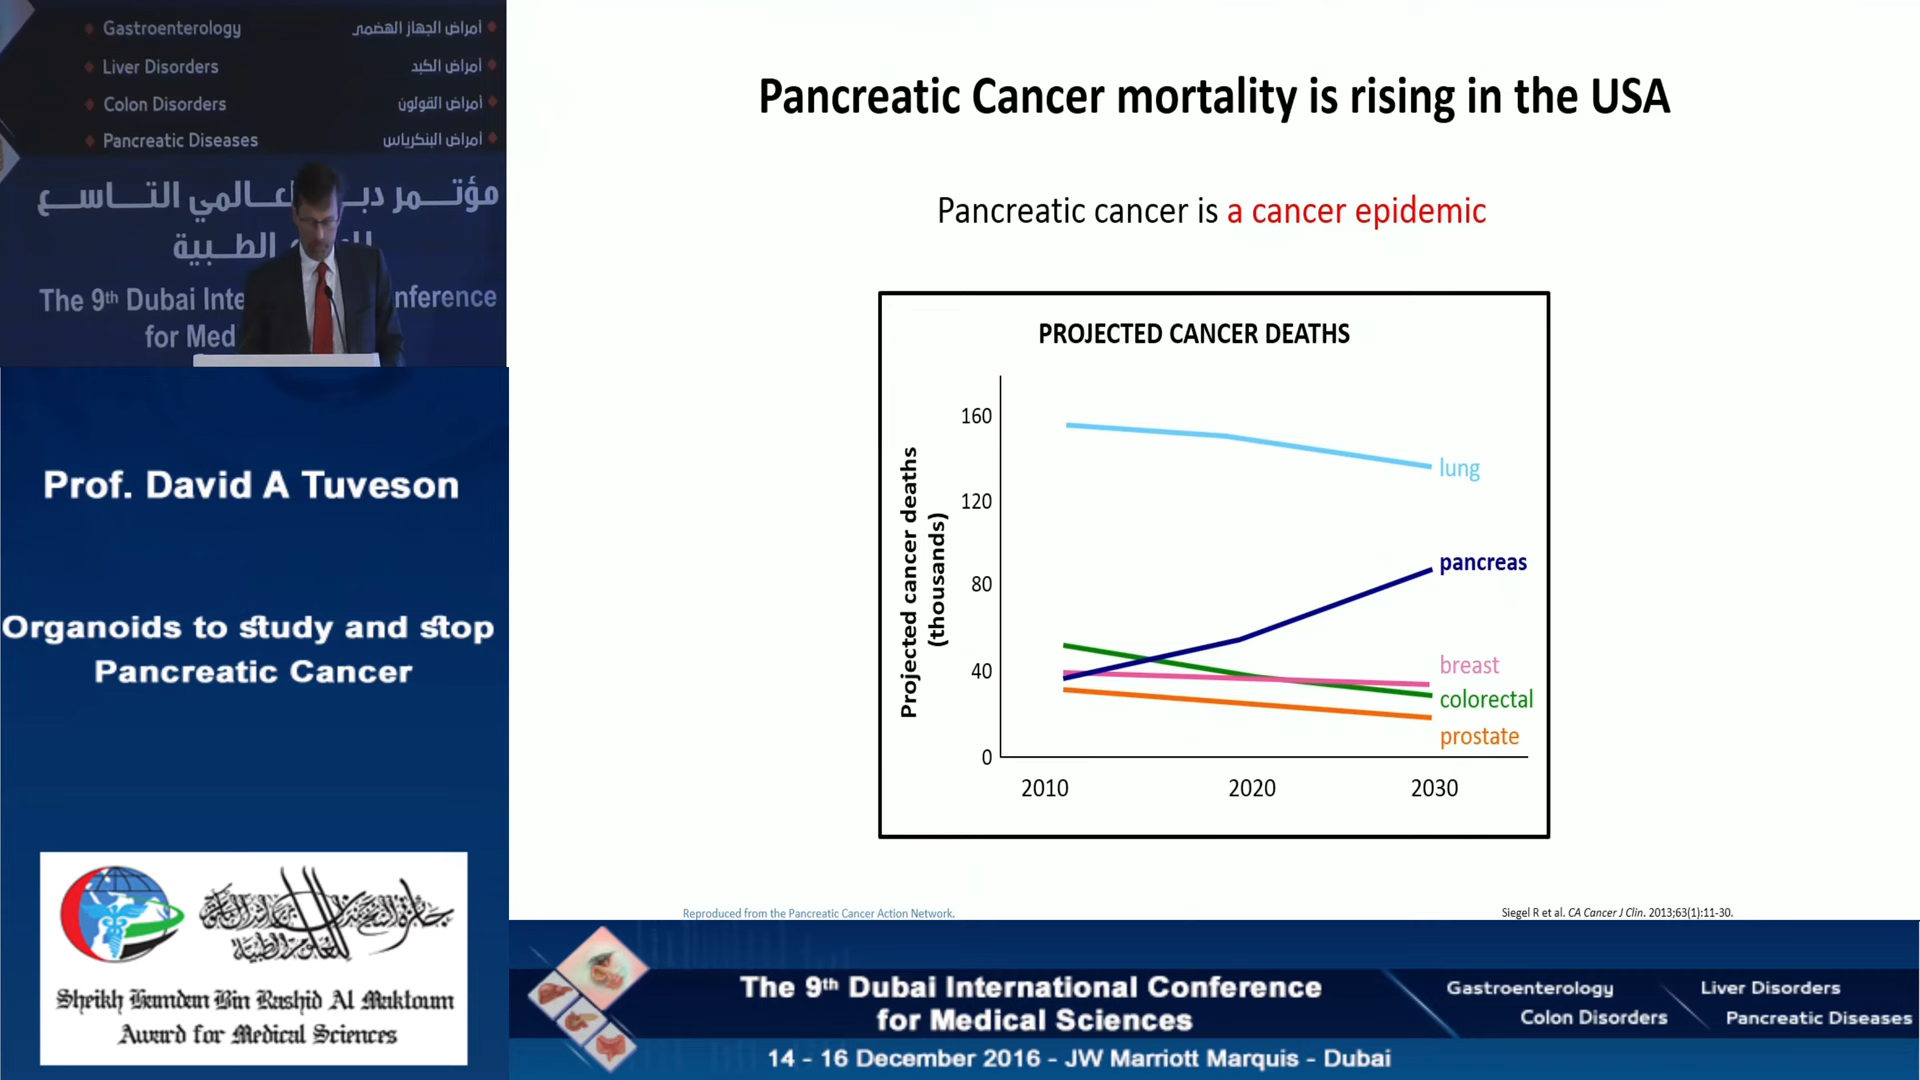 Gastroenterology أمراض الجهاز الهضمي
Liver Disorders أمراض الكبد
Colon Disorders أمراض القولون
Pancreatic Diseases أمراض البنكرياس
مؤتمر دبي العالمي التاسع
الطبية
The 9th Dubai Inte nference
for Med
Prof. David A Tuveson
Organoids to study and stop
Pancreatic Cancer
Sheikh Hamdan Bin Rashid Al Maktoum
Award for Medical Sciences
Pancreatic Cancer mortality is rising in the USA
Pancreatic cancer is a cancer epidemic
PROJECTED CANCER DEATHS
Projected cancer deaths
(thousands)
160
120
80
40
0
2010 2020 2030
lung
pancreas
breast
colorectal
prostate
Reproduced from the Pancreatic Cancer Action Network.
Siegel R et al. CA Cancer J Clin. 2013;63(1):11-30.
The 9th Dubai International Conference
for Medical Sciences
14 - 16 December 2016 - JW Marriott Marquis - Dubai
Gastroenterology Liver Disorders
Colon Disorders Pancreatic Diseases